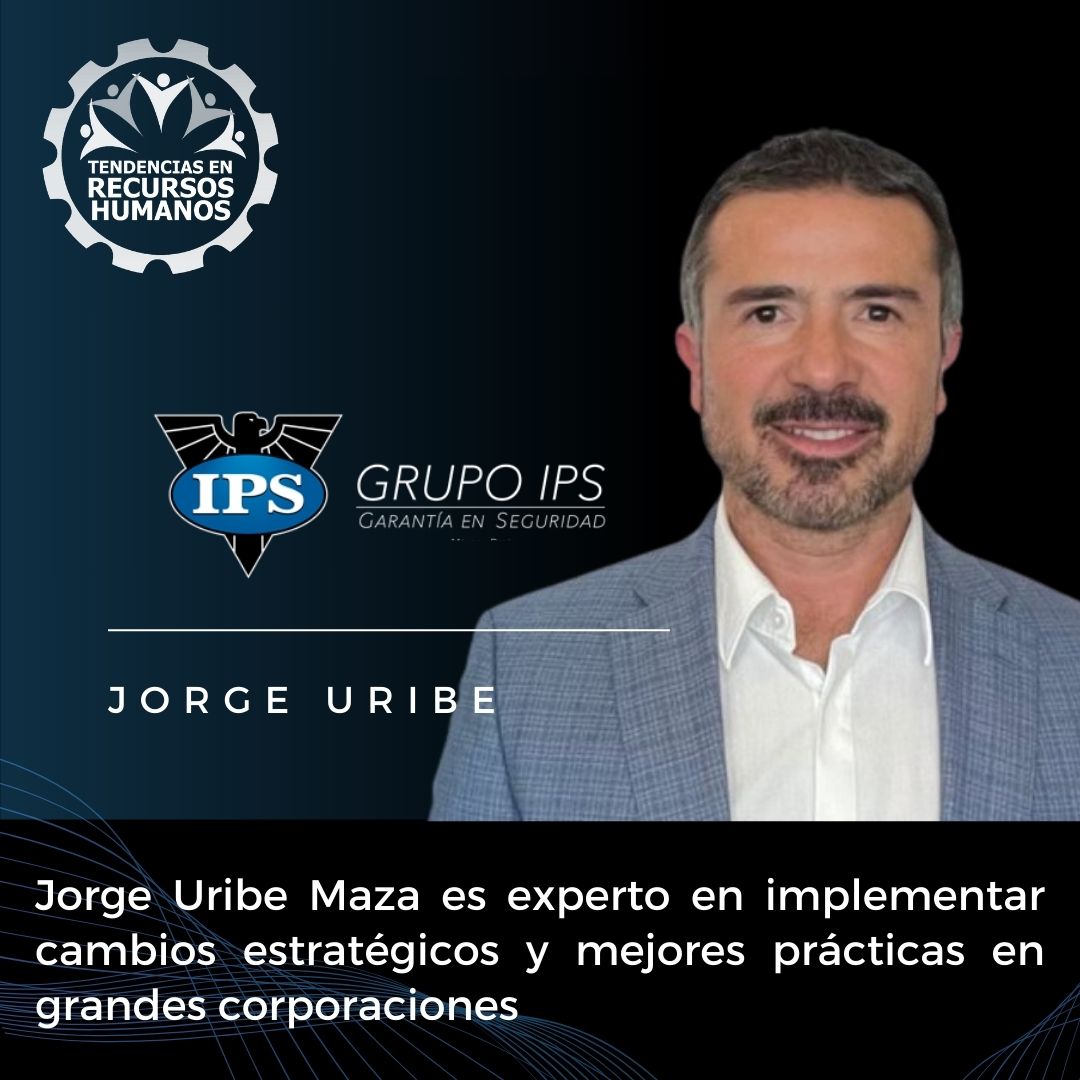 TENDENCIAS EN
RECURSOS
HUMANOS
IPS
GRUPO IPS
GARANTÍA EN SEGURIDAD
JORGE URIBE
Jorge Uribe Maza es experto en implementar
cambios estratégicos y mejores prácticas en
grandes corporaciones